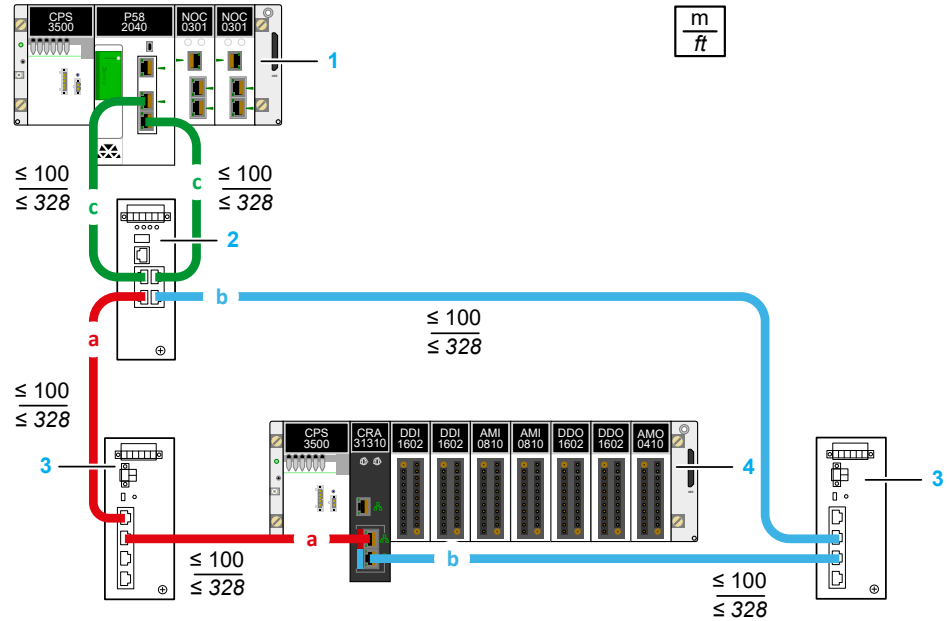 CPS
3500
P58
2040
NOC
0301
NOC
0301
m
ft
1
≤ 100
≤ 328
c
c
≤ 100
≤ 328
2
b
a
≤ 100
≤ 328
≤ 100
≤ 328
CPS
3500
CRA
31310
DDI
1602
DDI
1602
AMI
0810
AMI
0810
DDO
1602
DDO
1602
AMO
0410
3
4
3
a
b
≤ 100
≤ 328
≤ 100
≤ 328